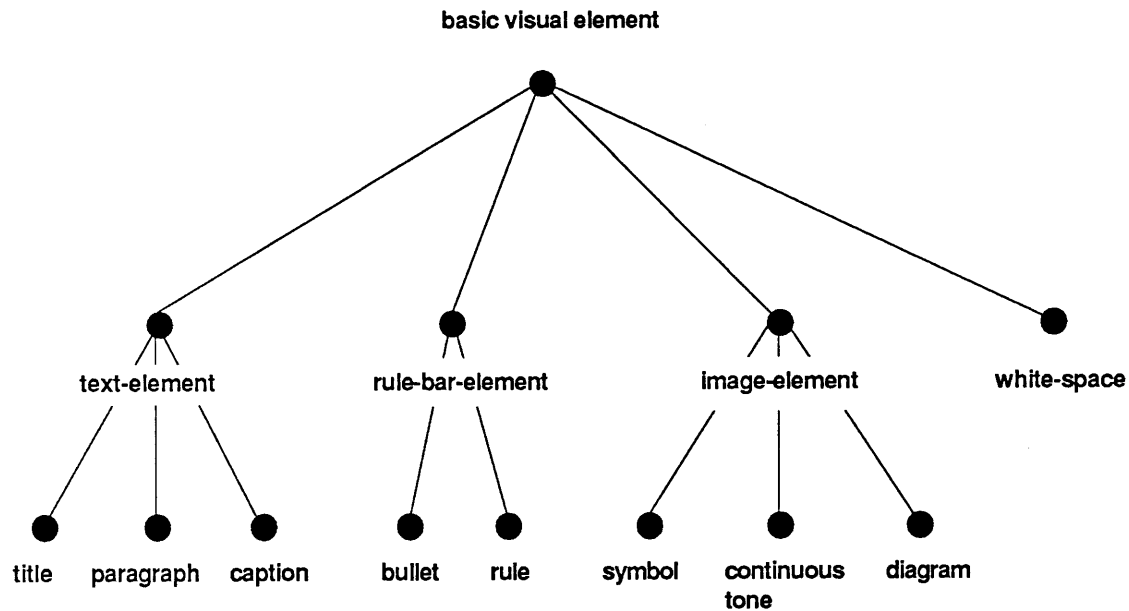 basic visual element
text-element rule-bar-element image-element white-space
title paragraph caption bullet rule symbol continuous diagram
tone